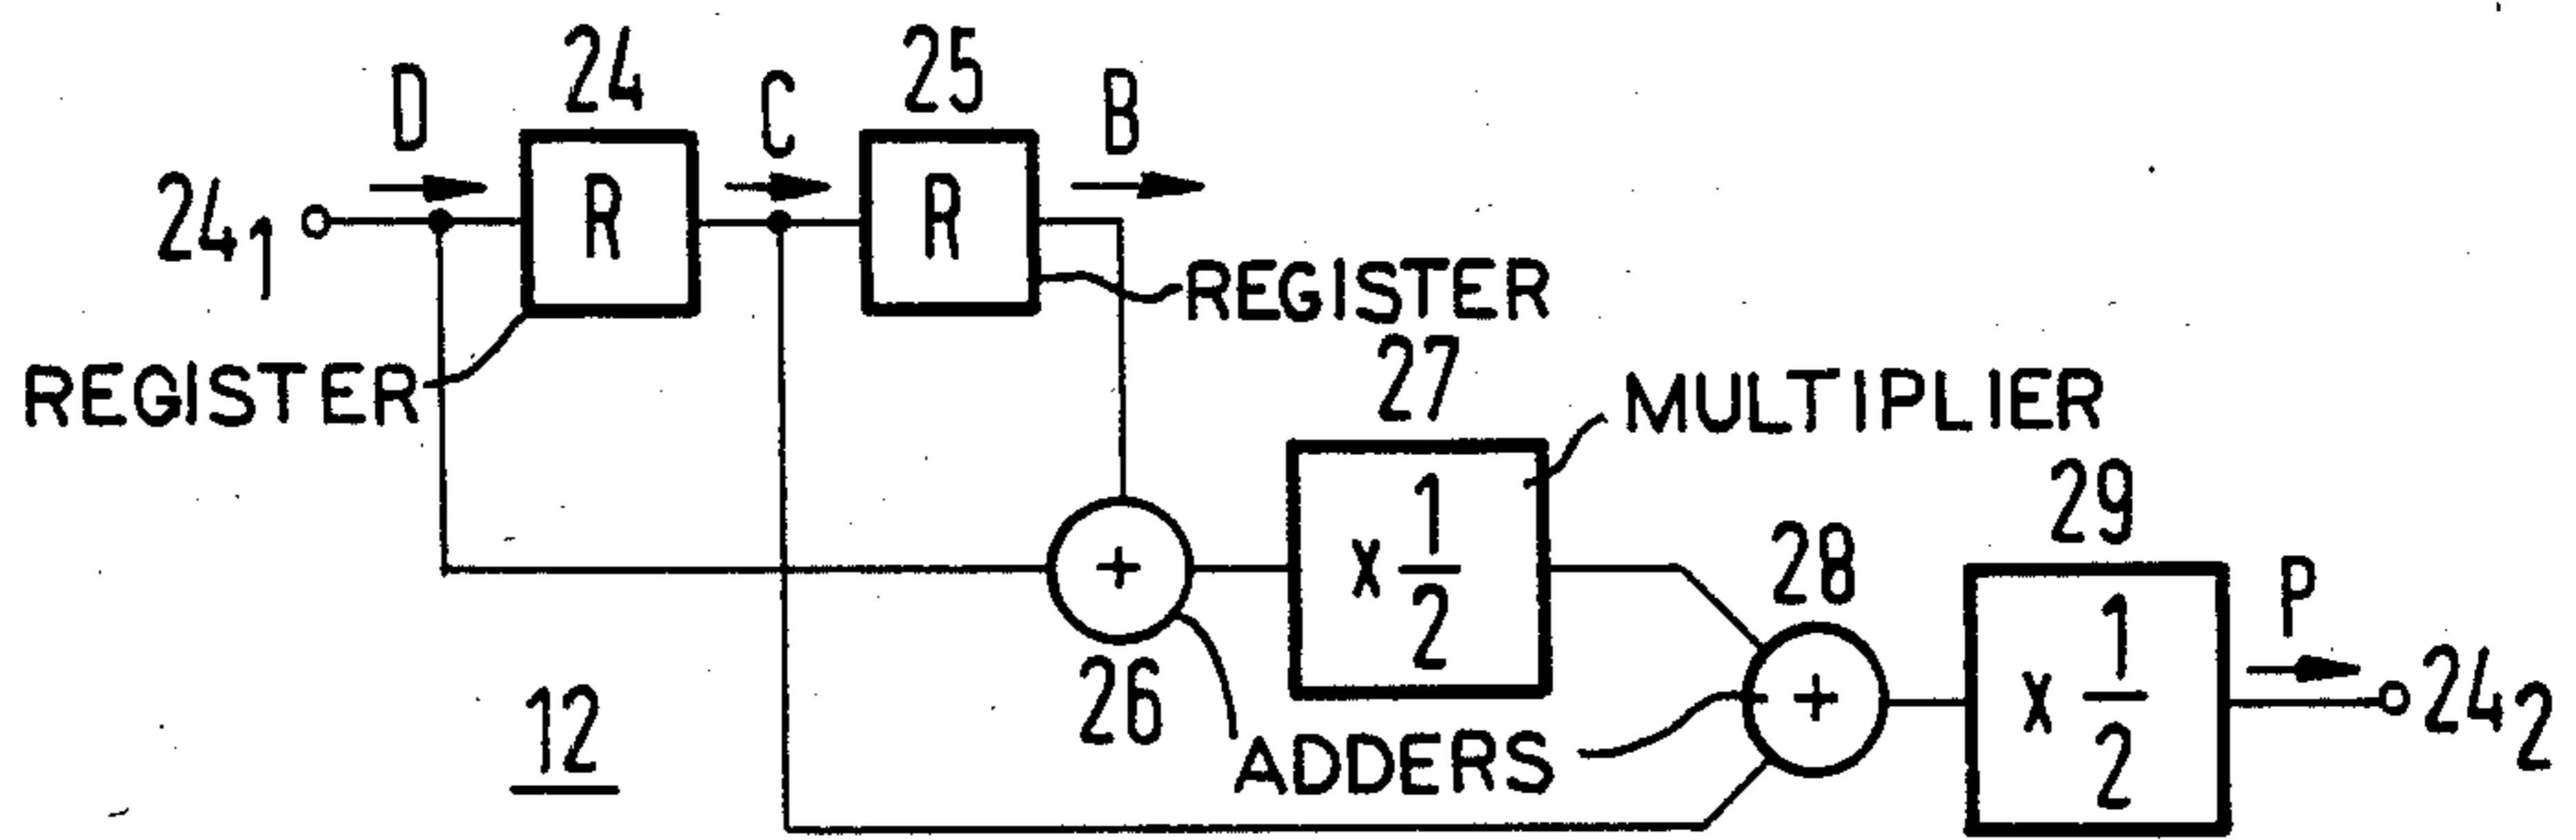 D 24 C 25 B
24₁ R R
REGISTER
REGISTER
27 MULTIPLIER
29
x 1/2
28
+
x 1/2
P
26
+
24₂
12
ADDERS